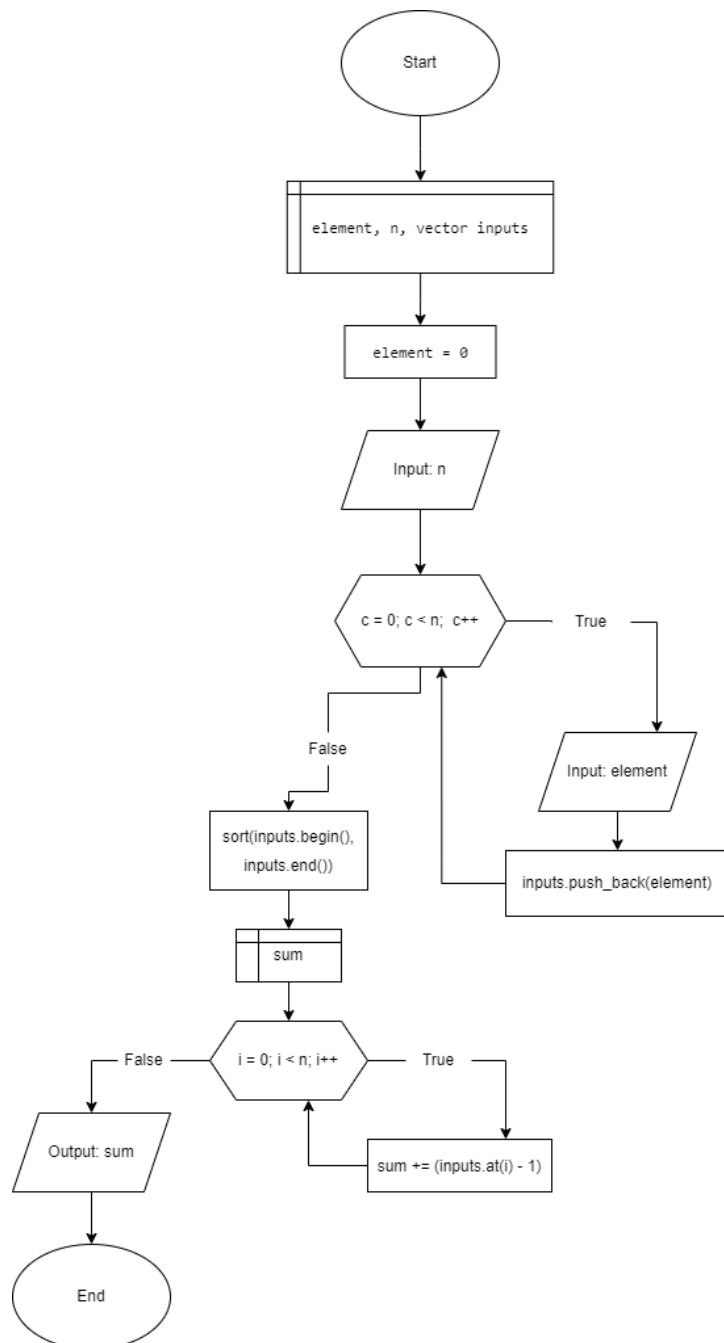 Start
element, n, vector inputs
element = 0
Input: n
c = 0; c < n;  c++
True
False
Input: element
inputs.push_back(element)
sort(inputs.begin(),
inputs.end())
sum
i = 0; i < n; i++
True
False
sum += (inputs.at(i) - 1)
Output: sum
End